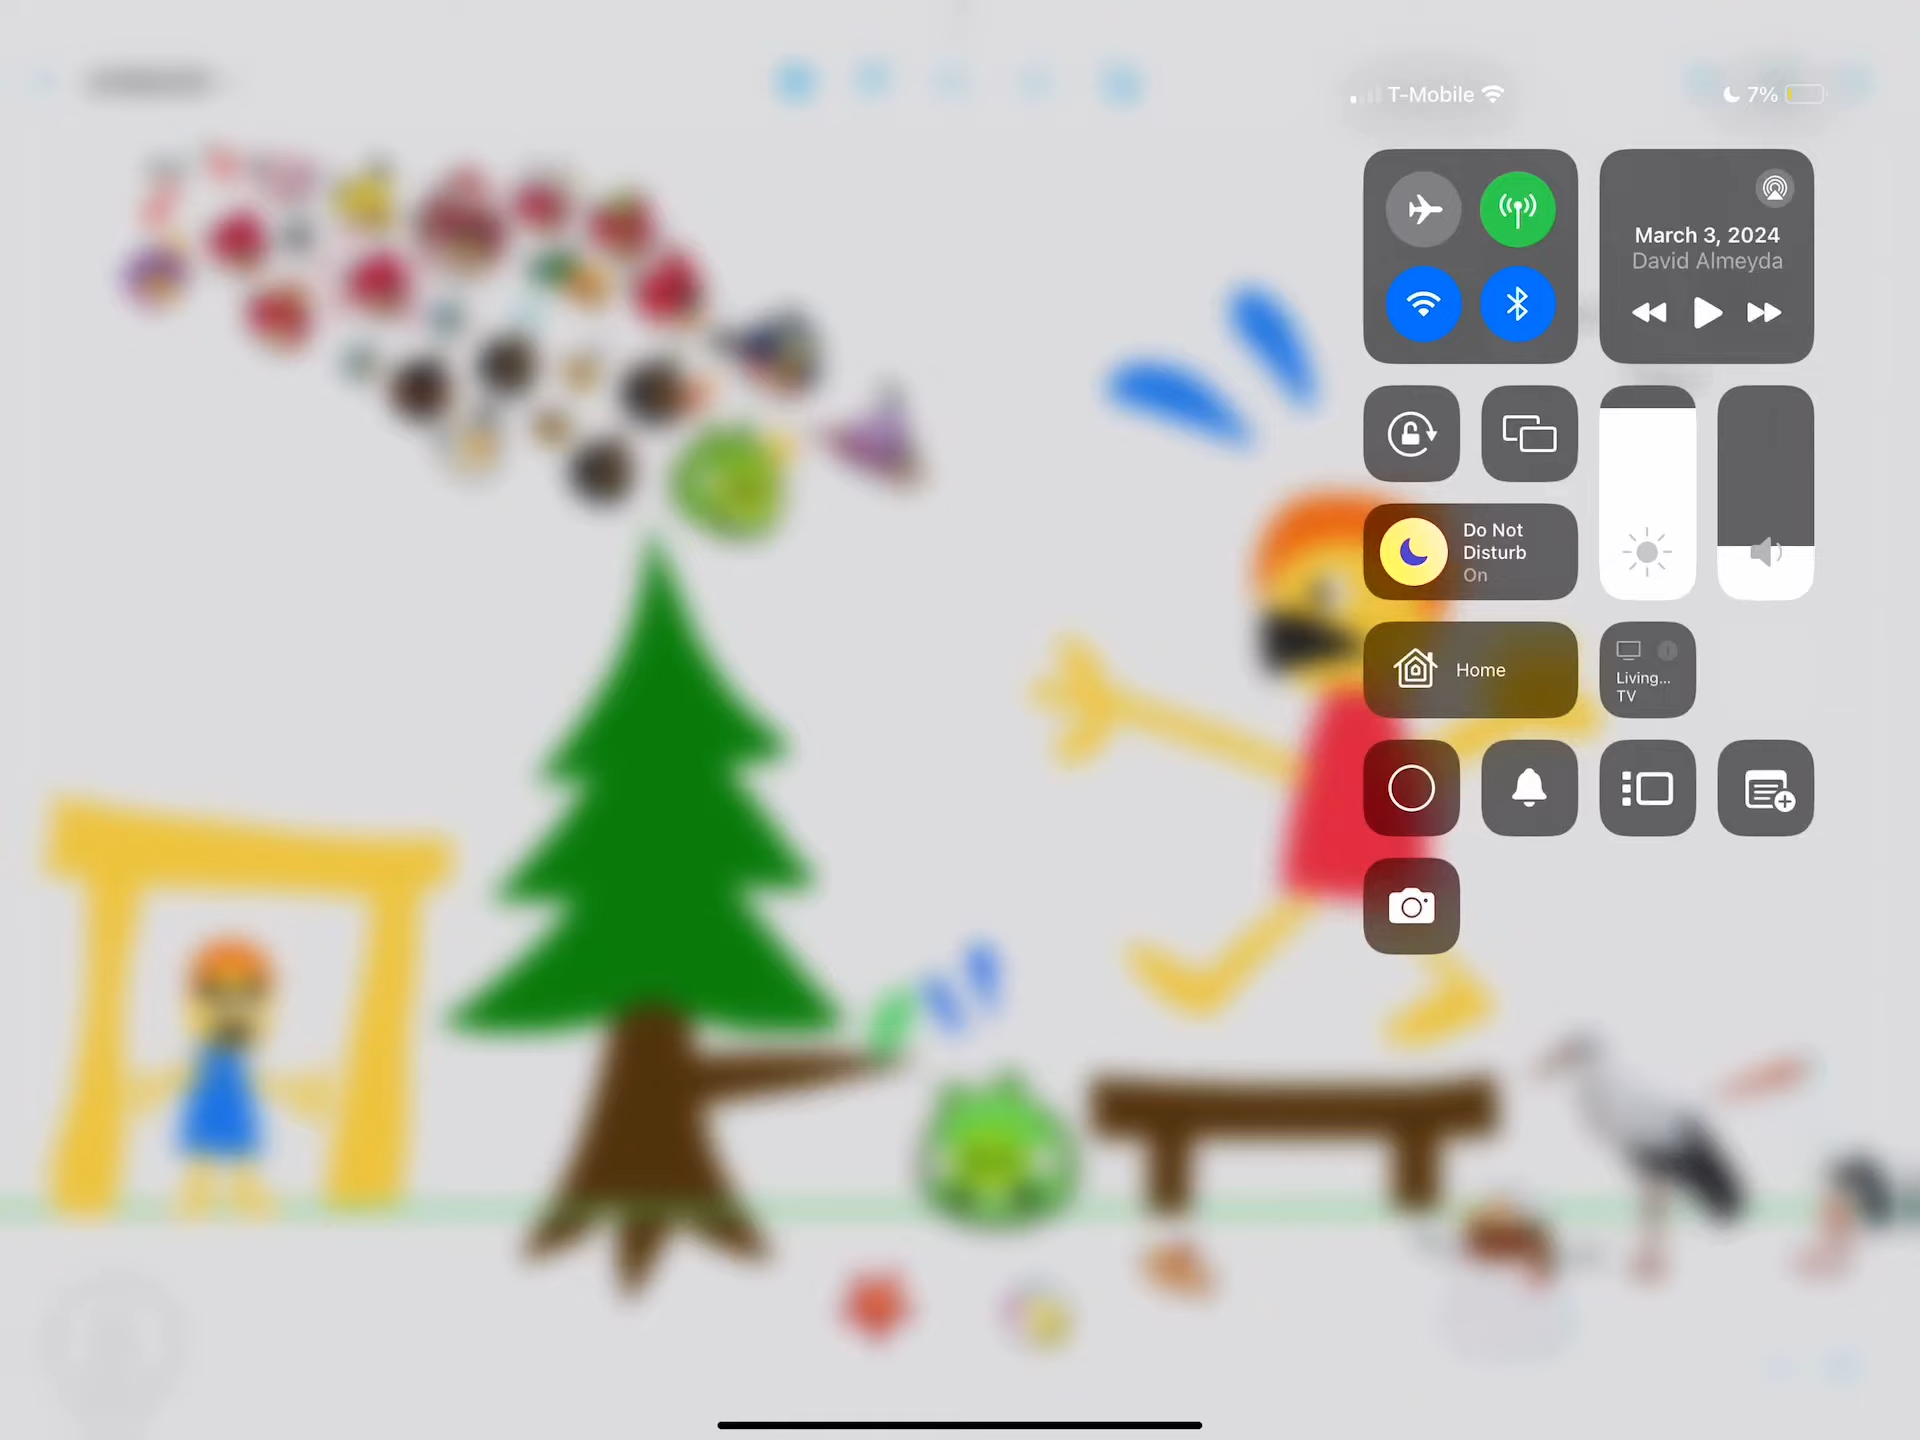 T-Mobile
7%
March 3, 2024
David Almeyda
Do Not
Disturb
On
Home
Living...
TV